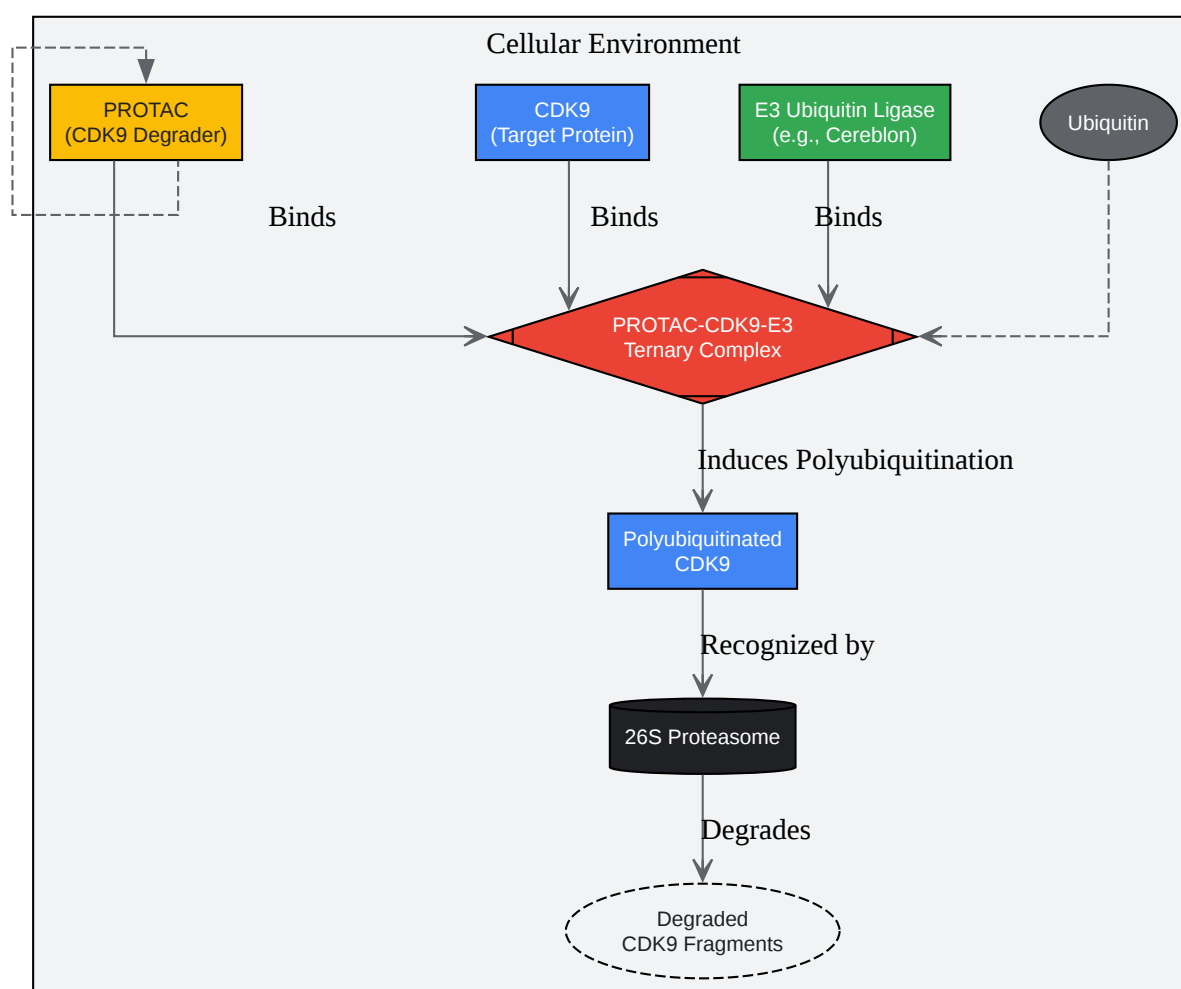 Cellular Environment
PROTAC
(CDK9 Degrader)
CDK9
(Target Protein)
E3 Ubiquitin Ligase
(e.g., Cereblon)
Ubiquitin
Binds
Binds
Binds
PROTAC-CDK9-E3
Ternary Complex
Induces Polyubiquitination
Polyubiquitinated
CDK9
Recognized by
26S Proteasome
Degrades
Degraded
CDK9 Fragments